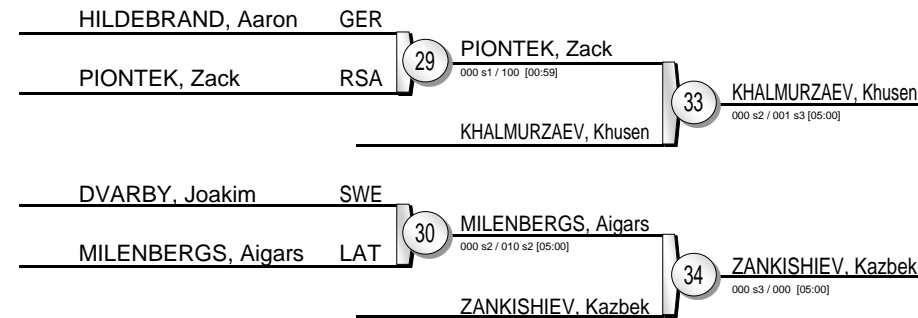 HILDEBRAND, Aaron GER
29
PIONTEK, Zack
000 s1 / 100 [00:59]
PIONTEK, Zack RSA
33
KHALMURZAEV, Khusen
000 s2 / 001 s3 [05:00]
KHALMURZAEV, Khusen
DVARBY, Joakim SWE
30
MILENBERGS, Aigars
000 s2 / 010 s2 [05:00]
MILENBERGS, Aigars LAT
34
ZANKISHIEV, Kazbek
000 s3 / 000 [05:00]
ZANKISHIEV, Kazbek